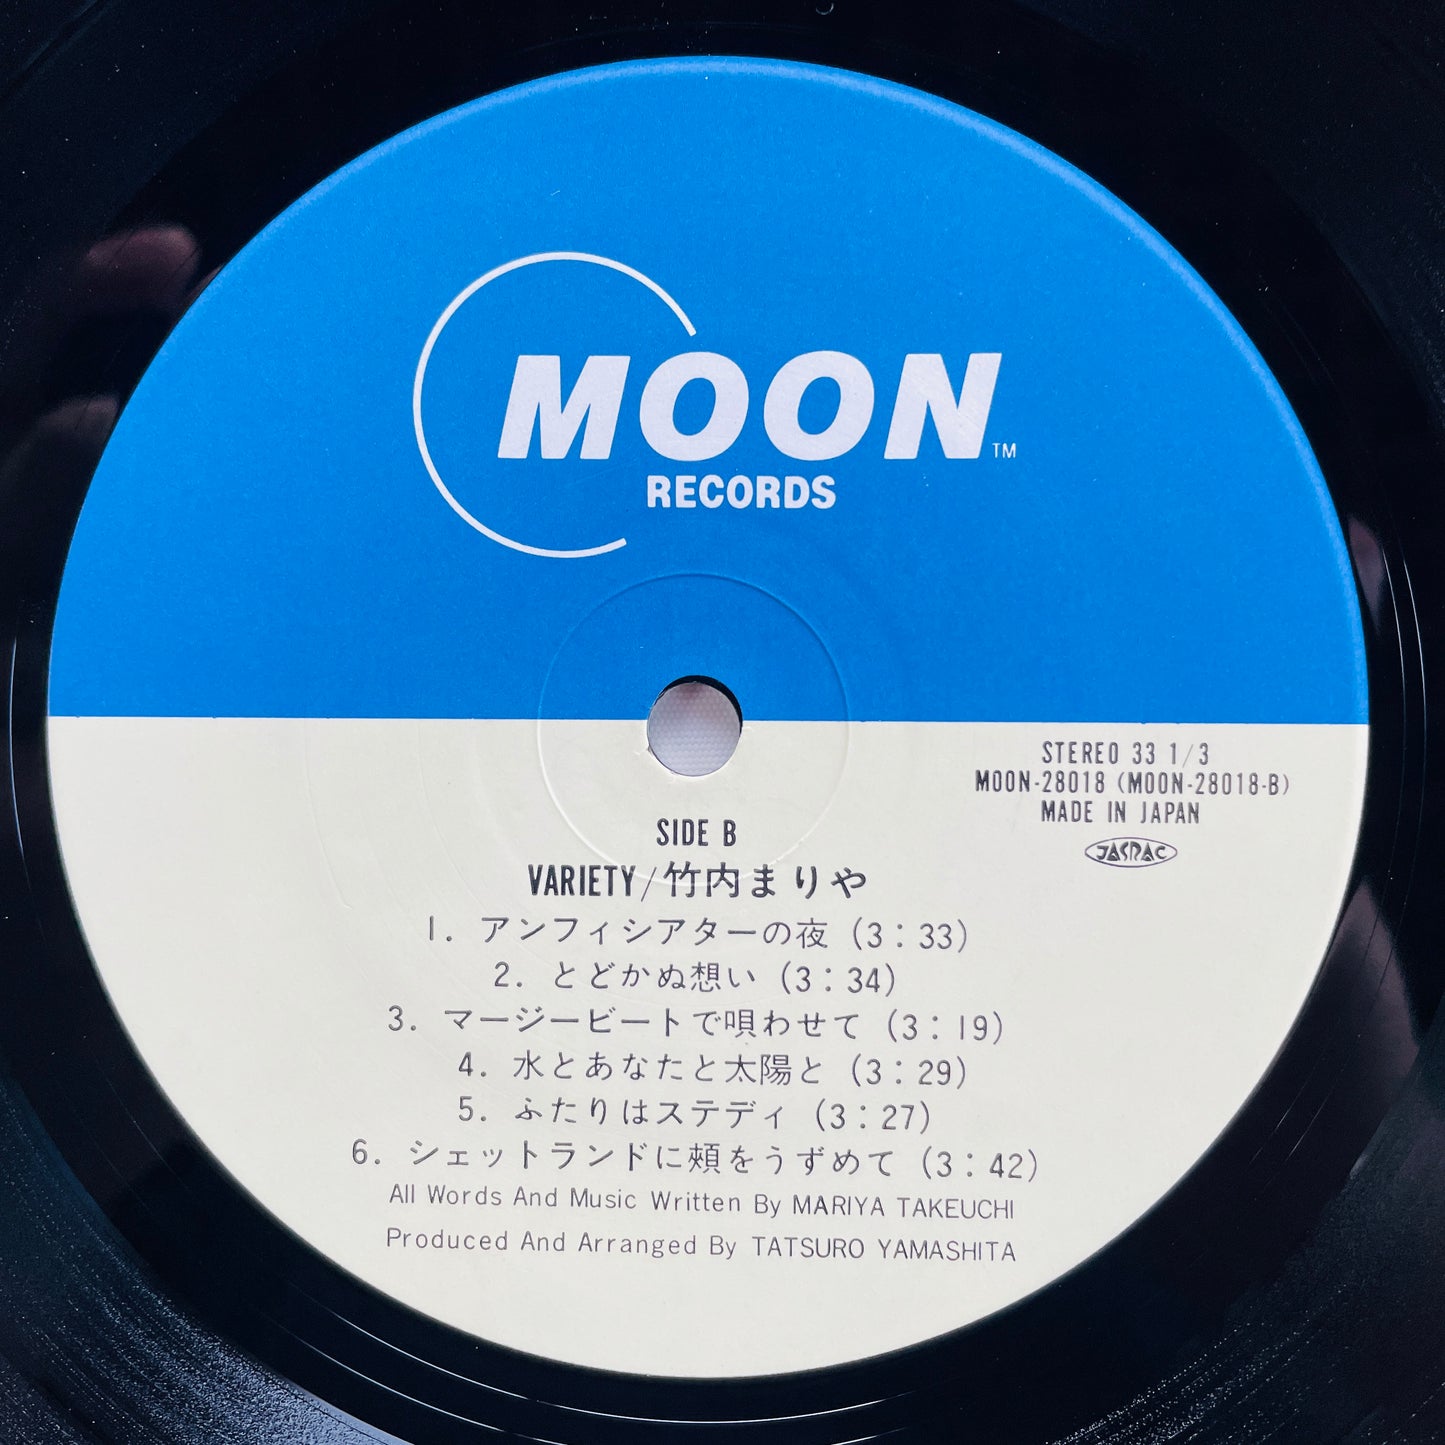 MOON™
RECORDS
STEREO 33 1/3
MOON-28018 (MOON-28018-B)
MADE IN JAPAN
JASRAC
SIDE B
VARIETY/竹内まりや
1. アンフィシアターの夜 (3:33)
2. とどかぬ想い (3:34)
3. マージービートで唄わせて (3:19)
4. 水とあなたと太陽と (3:29)
5. ふたりはステディ (3:27)
6. シェットランドに頰をうずめて (3:42)
All Words And Music Written By MARIYA TAKEUCHI
Produced And Arranged By TATSURO YAMASHITA